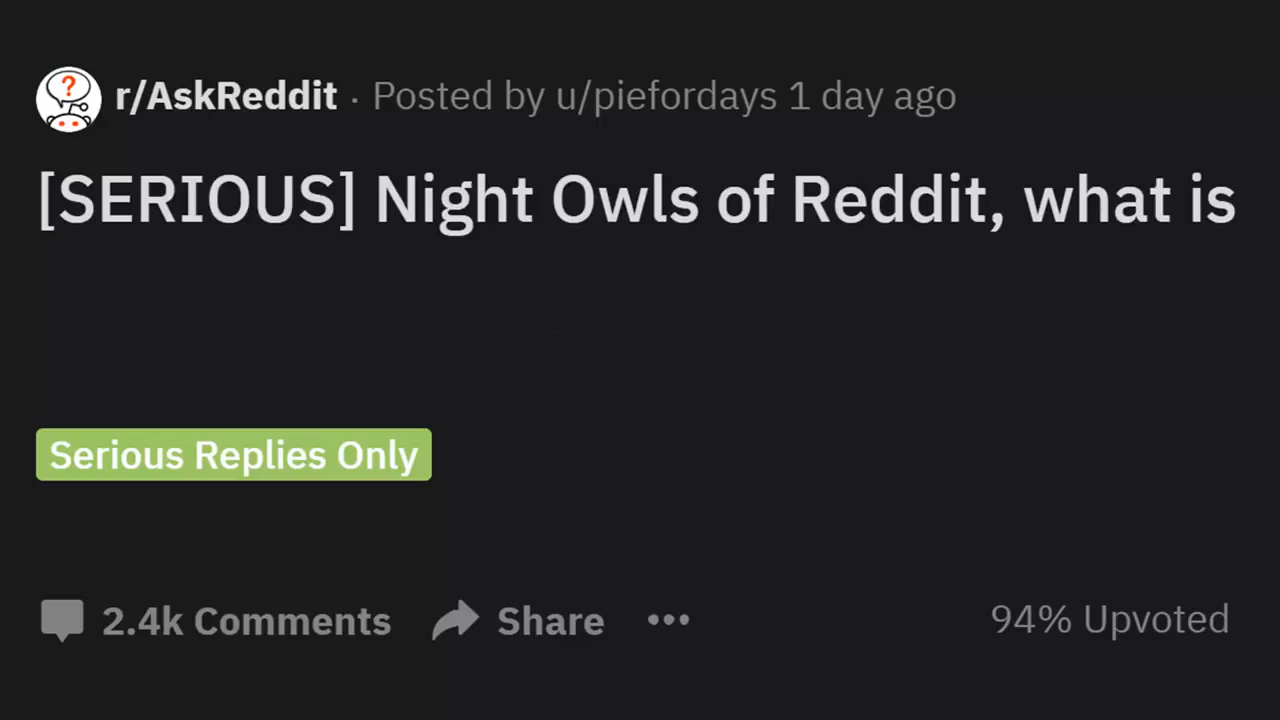 r/AskReddit · Posted by u/piefordays 1 day ago
[SERIOUS] Night Owls of Reddit, what is
Serious Replies Only
2.4k Comments Share ••• 94% Upvoted